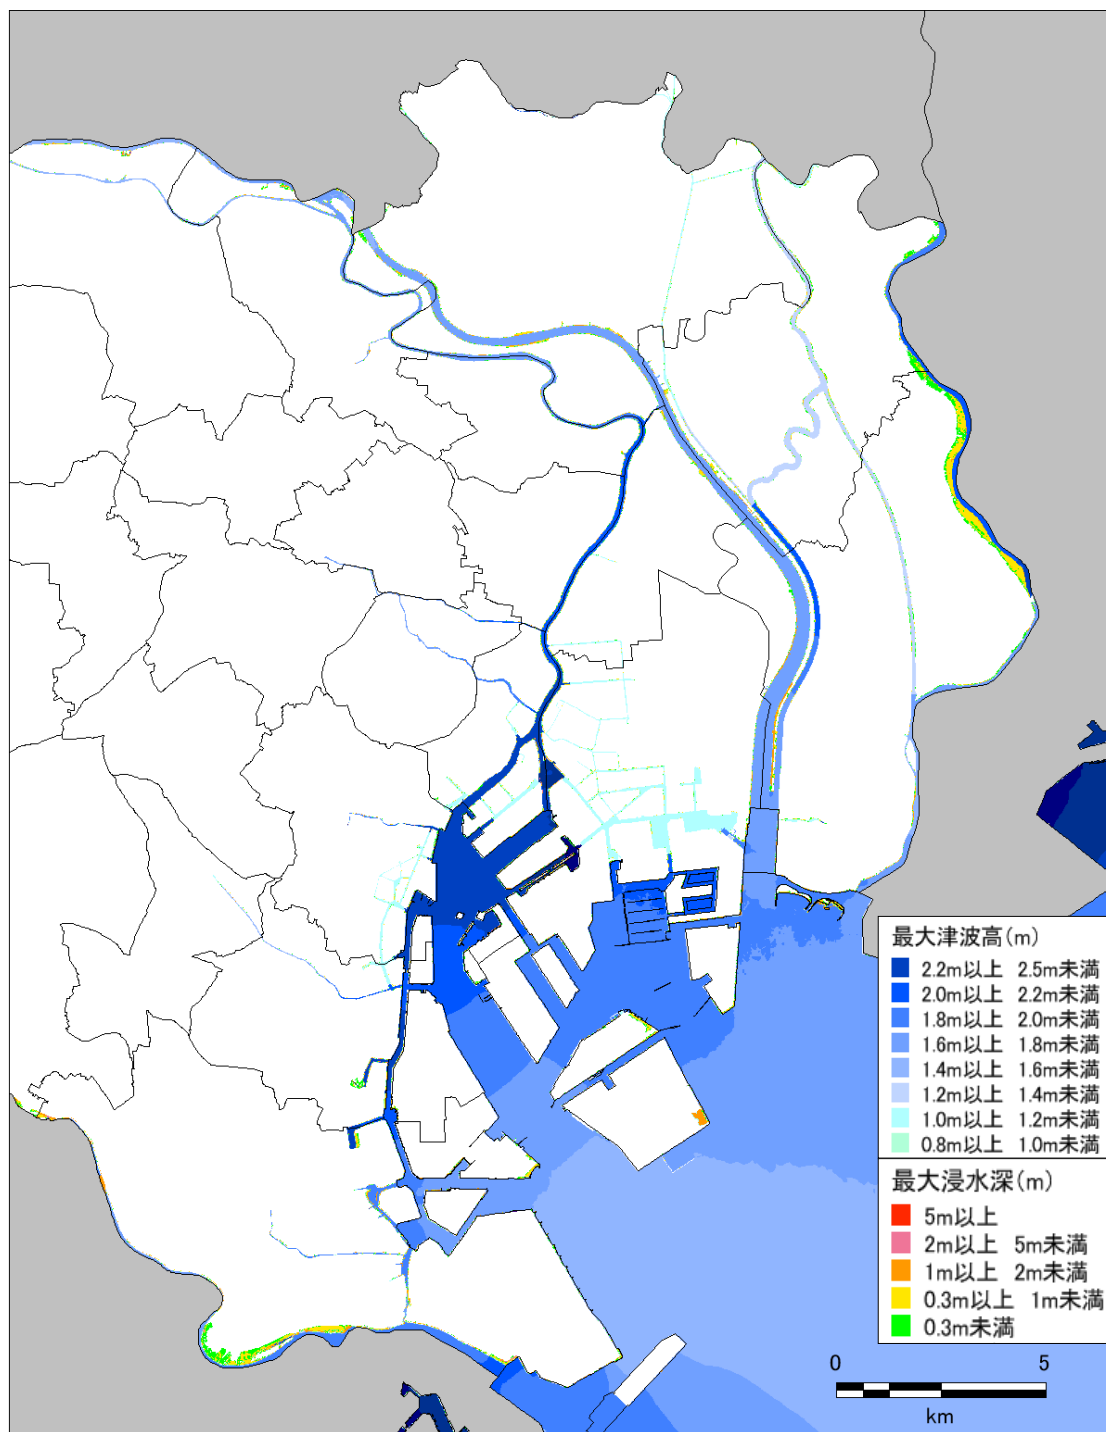 最大津波高(m)
2.2m以上 2.5m未満
2.0m以上 2.2m未満
1.8m以上 2.0m未満
1.6m以上 1.8m未満
1.4m以上 1.6m未満
1.2m以上 1.4m未満
1.0m以上 1.2m未満
0.8m以上 1.0m未満
最大浸水深(m)
5m以上
2m以上 5m未満
1m以上 2m未満
0.3m以上 1m未満
0.3m未満
0 5
km